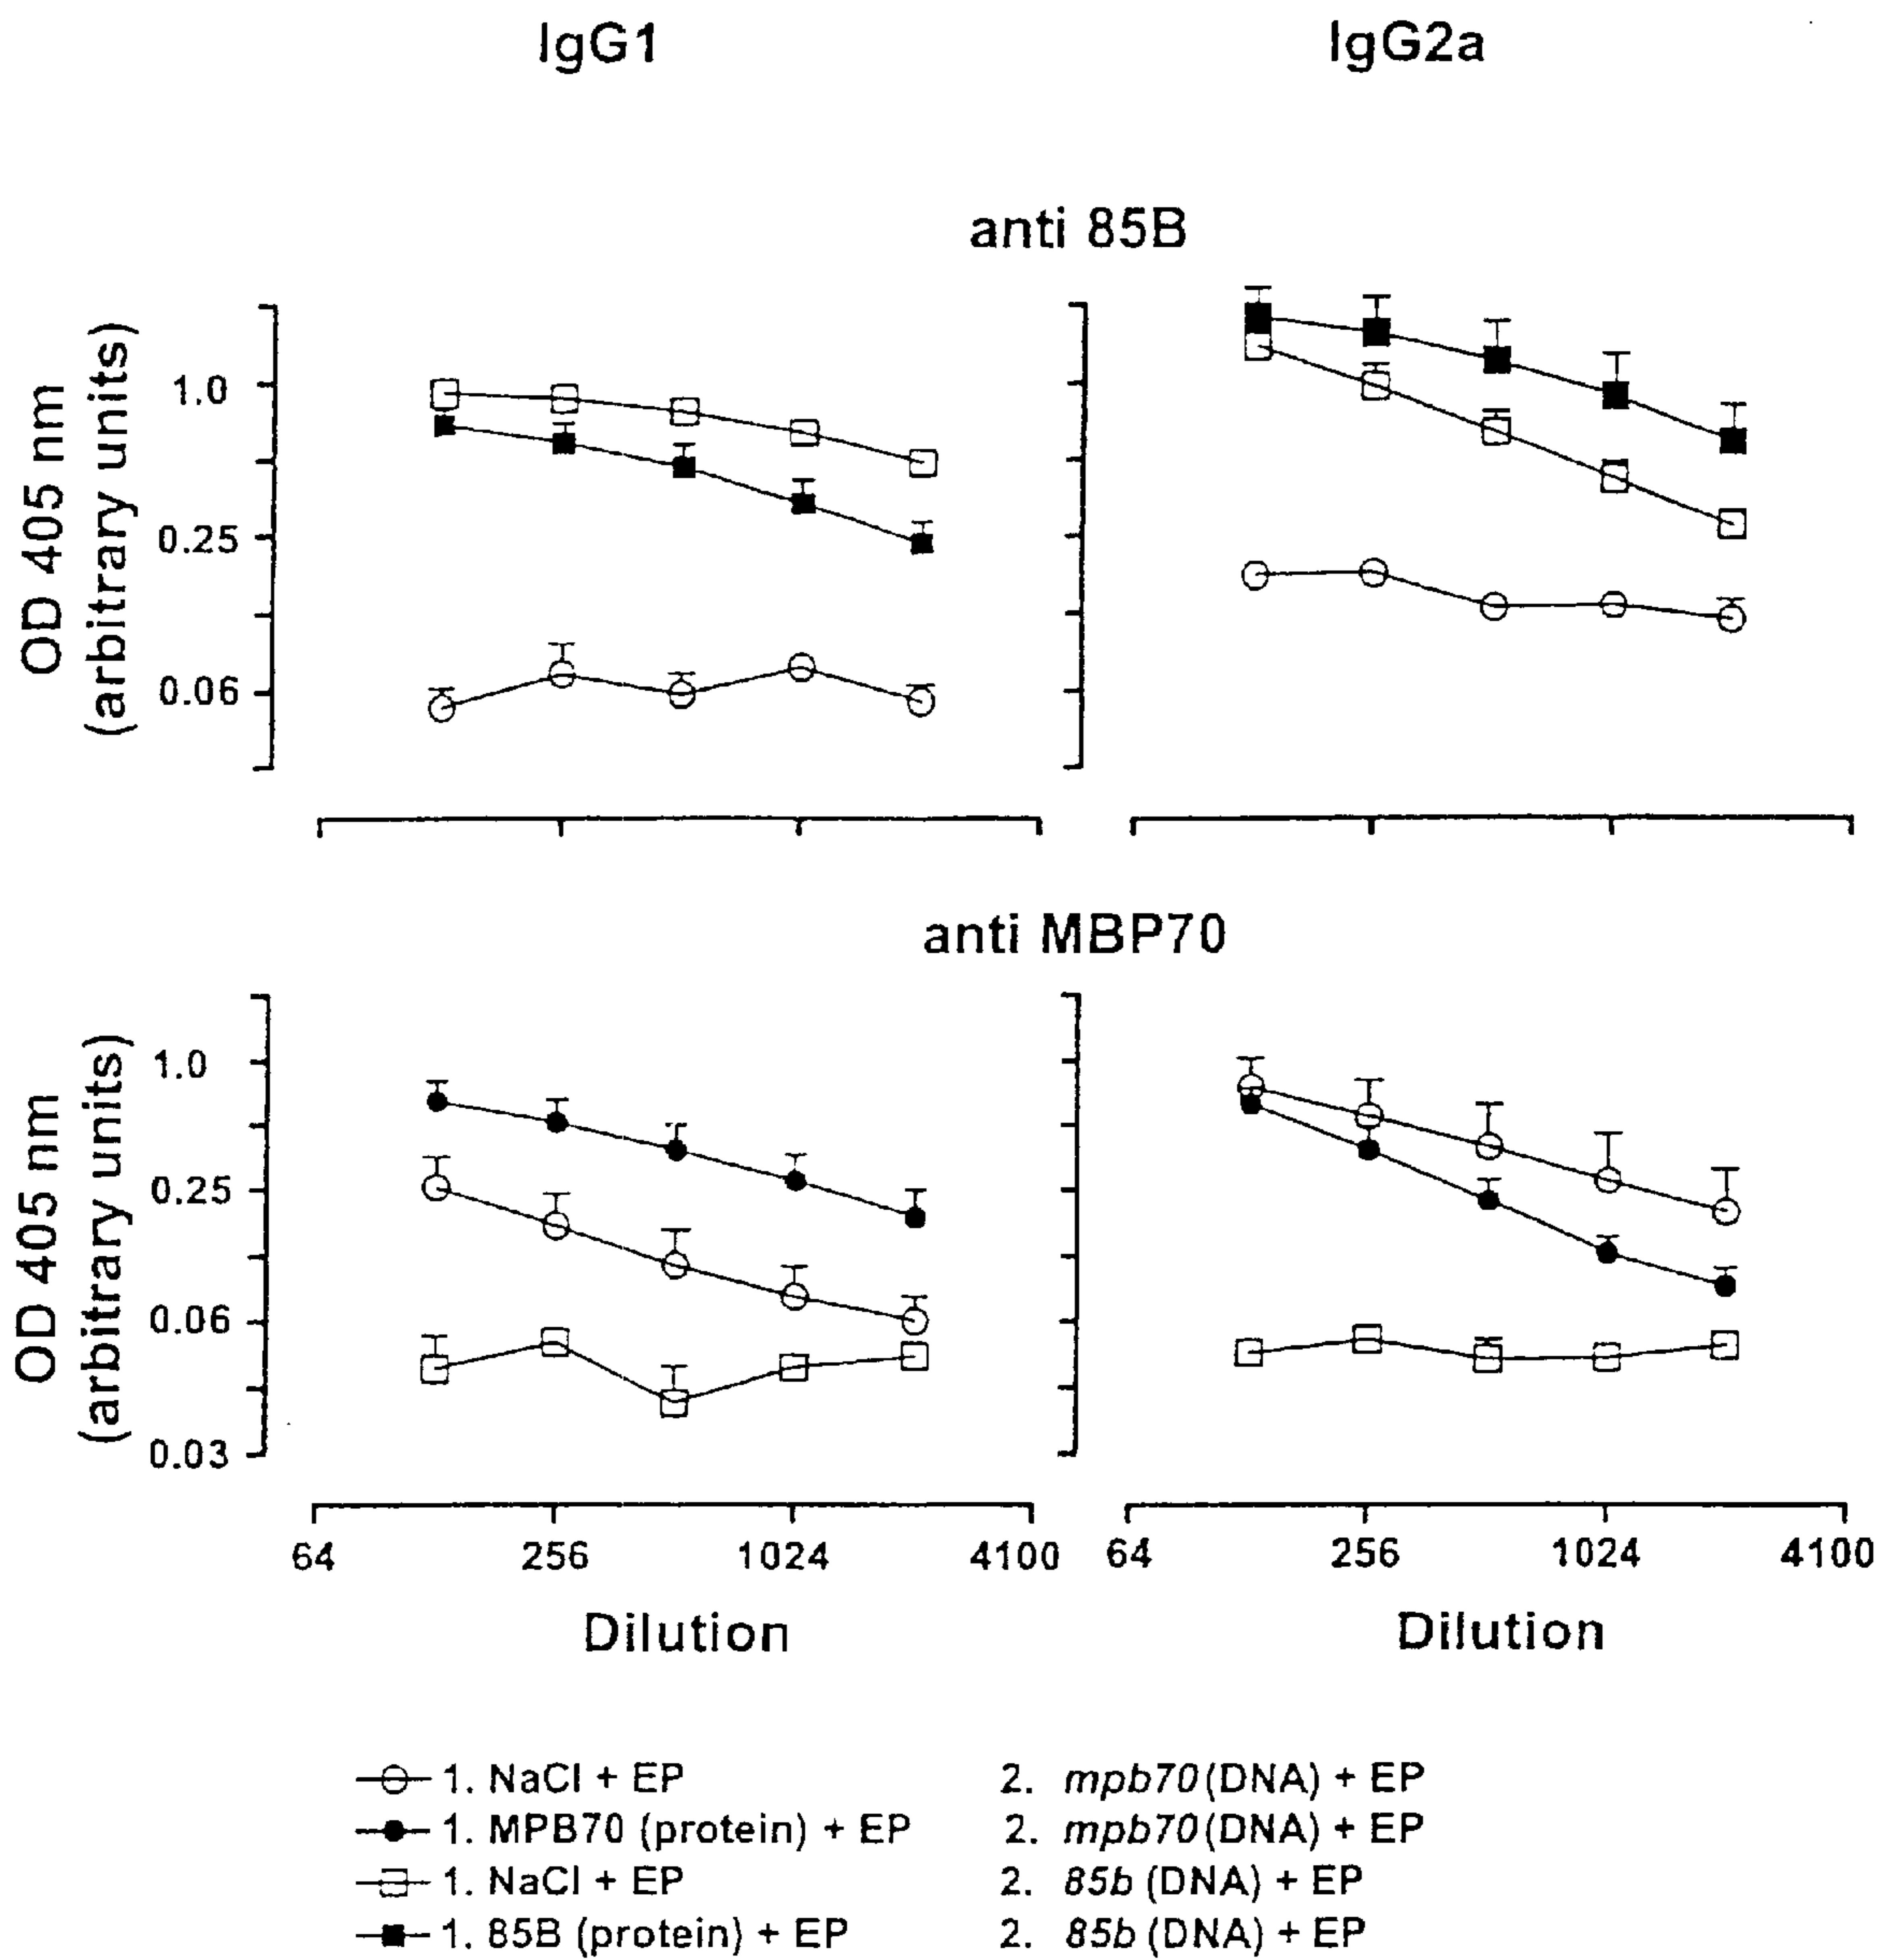 IgG1 IgG2a
anti 85B
OD 405 nm
(arbitrary units)
1.0
0.25
0.06
anti MBP70
OD 405 nm
(arbitrary units)
1.0
0.25
0.06
0.03
64 256 1024 4100 64 256 1024 4100
Dilution Dilution
1. NaCl + EP 2. mpb70 (DNA) + EP
1. MPB70 (protein) + EP 2. mpb70 (DNA) + EP
1. NaCl + EP 2. 85b (DNA) + EP
1. 85B (protein) + EP 2. 85b (DNA) + EP